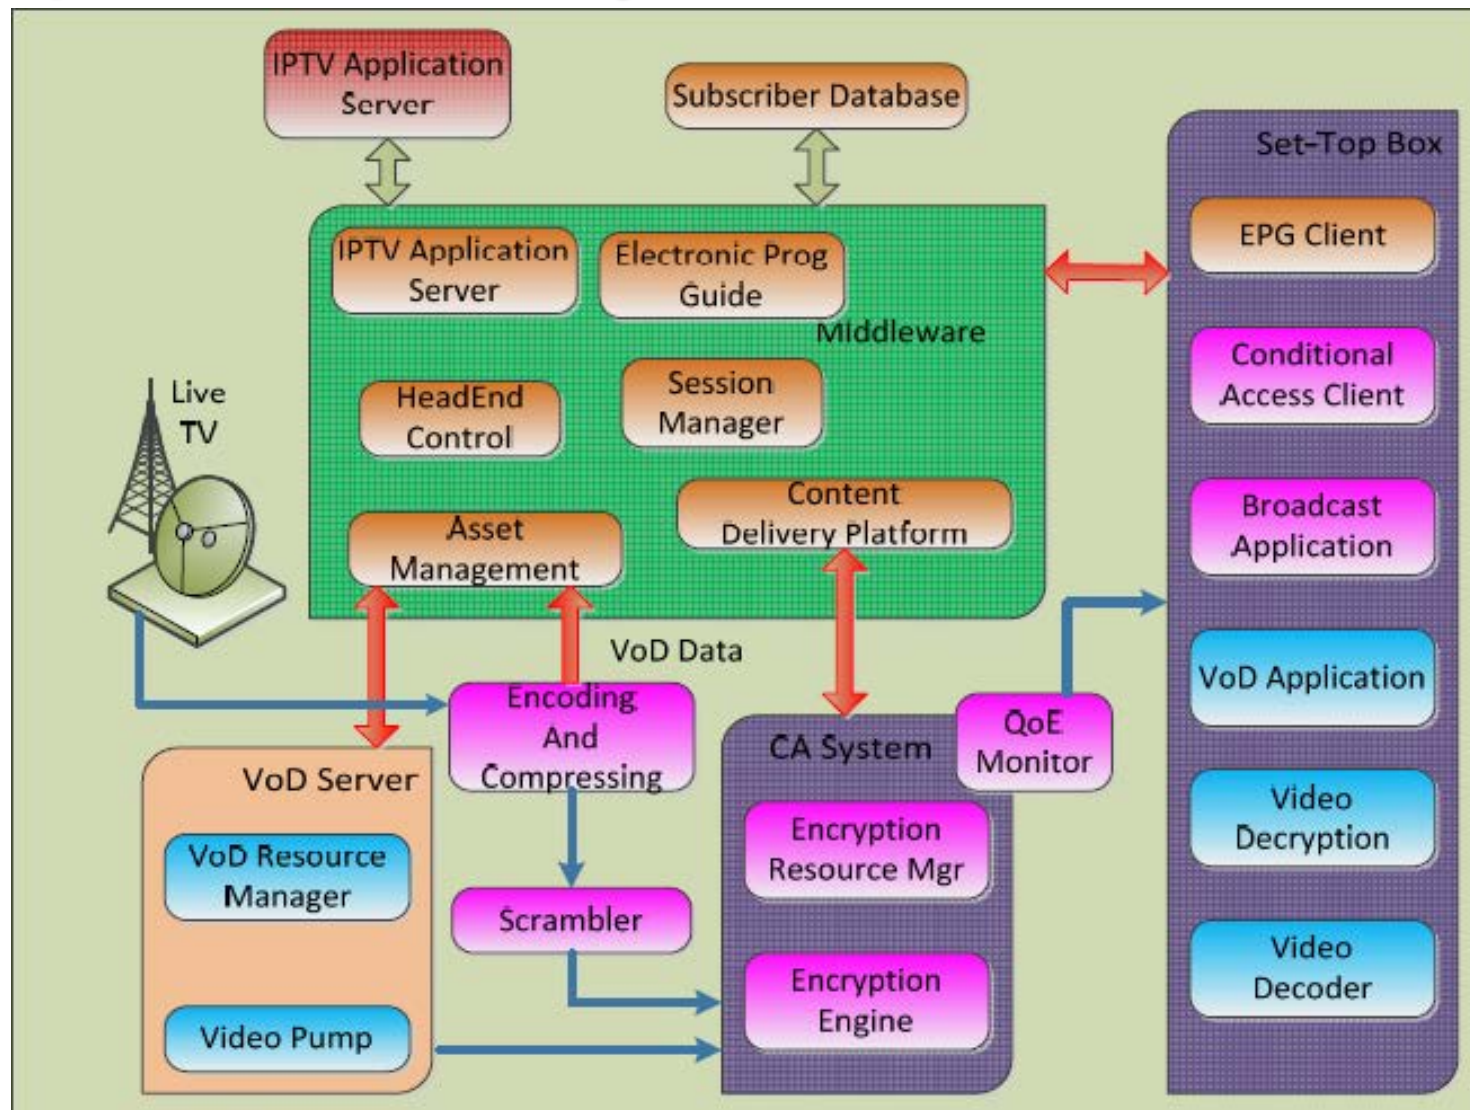 IPTV Application
Server
Subscriber Database
Set-Top Box
IPTV Application
Server
Electronic Prog
Guide
Middleware
HeadEnd
Control
Session
Manager
Asset
Management
Content
Delivery Platform
EPG Client
Conditional
Access Client
Broadcast
Application
VoD Application
Video
Decryption
Video
Decoder
Live
TV
VoD Data
Encoding
And
Compressing
Scrambler
VoD Server
VoD Resource
Manager
Video Pump
CA System
QoE
Monitor
Encryption
Resource Mgr
Encryption
Engine